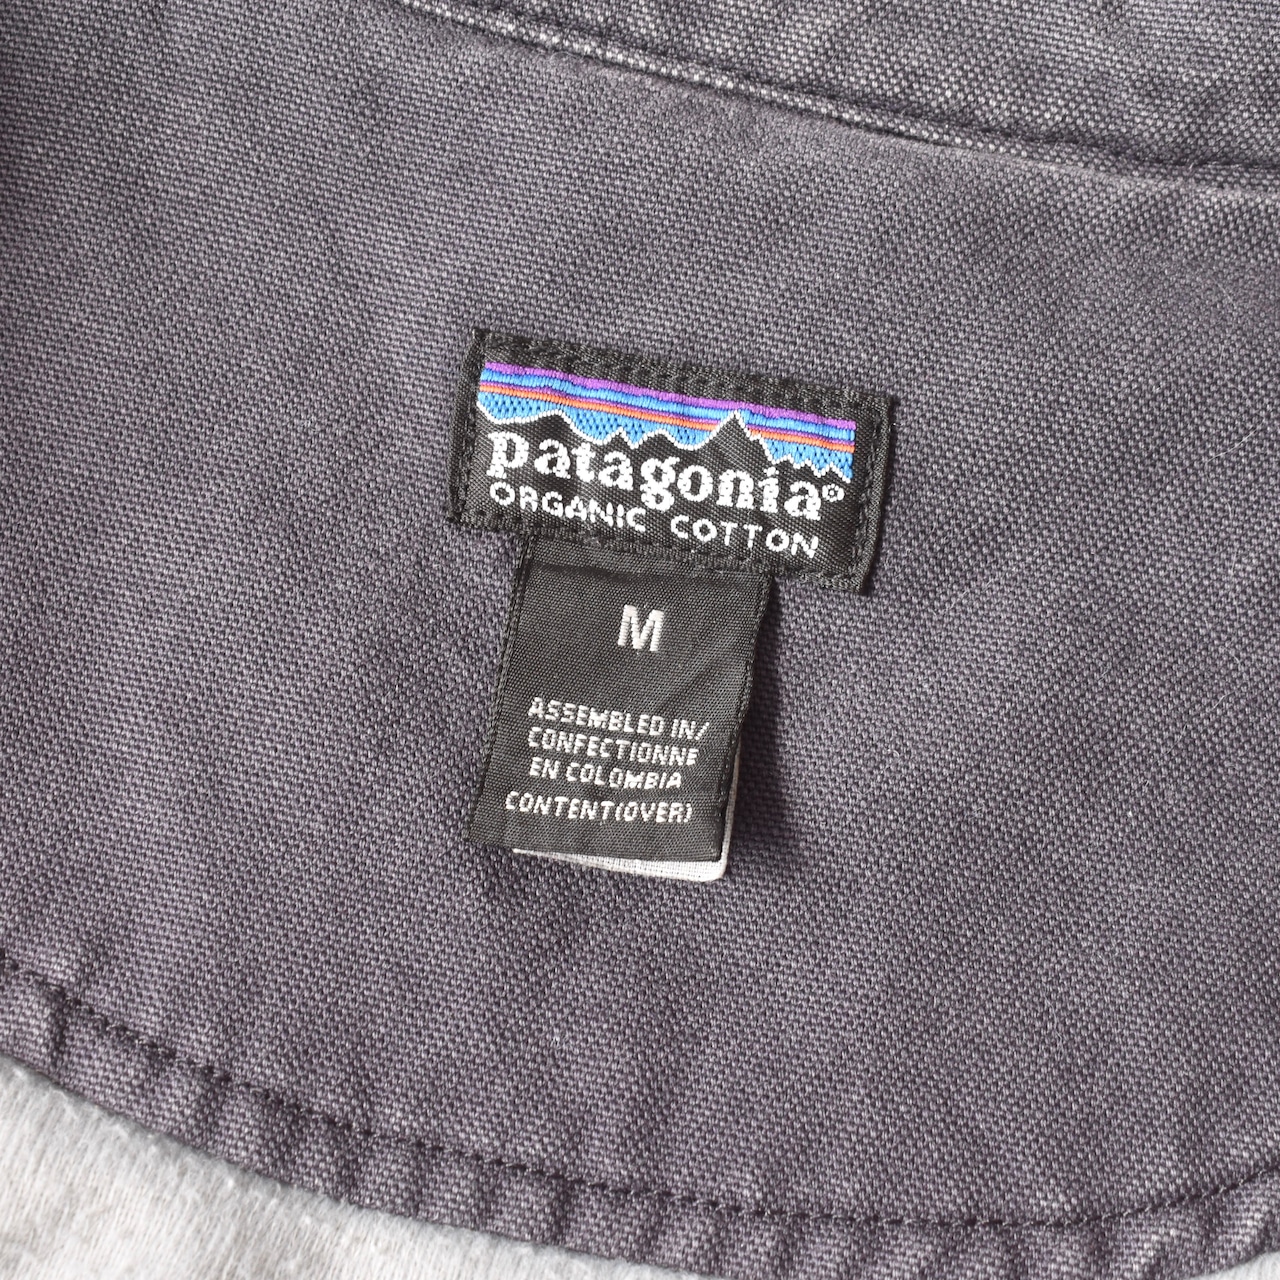 patagonia®
ORGANIC COTTON
M
ASSEMBLED IN/
CONFECTIONNE
EN COLOMBIA
CONTENT(OVER)